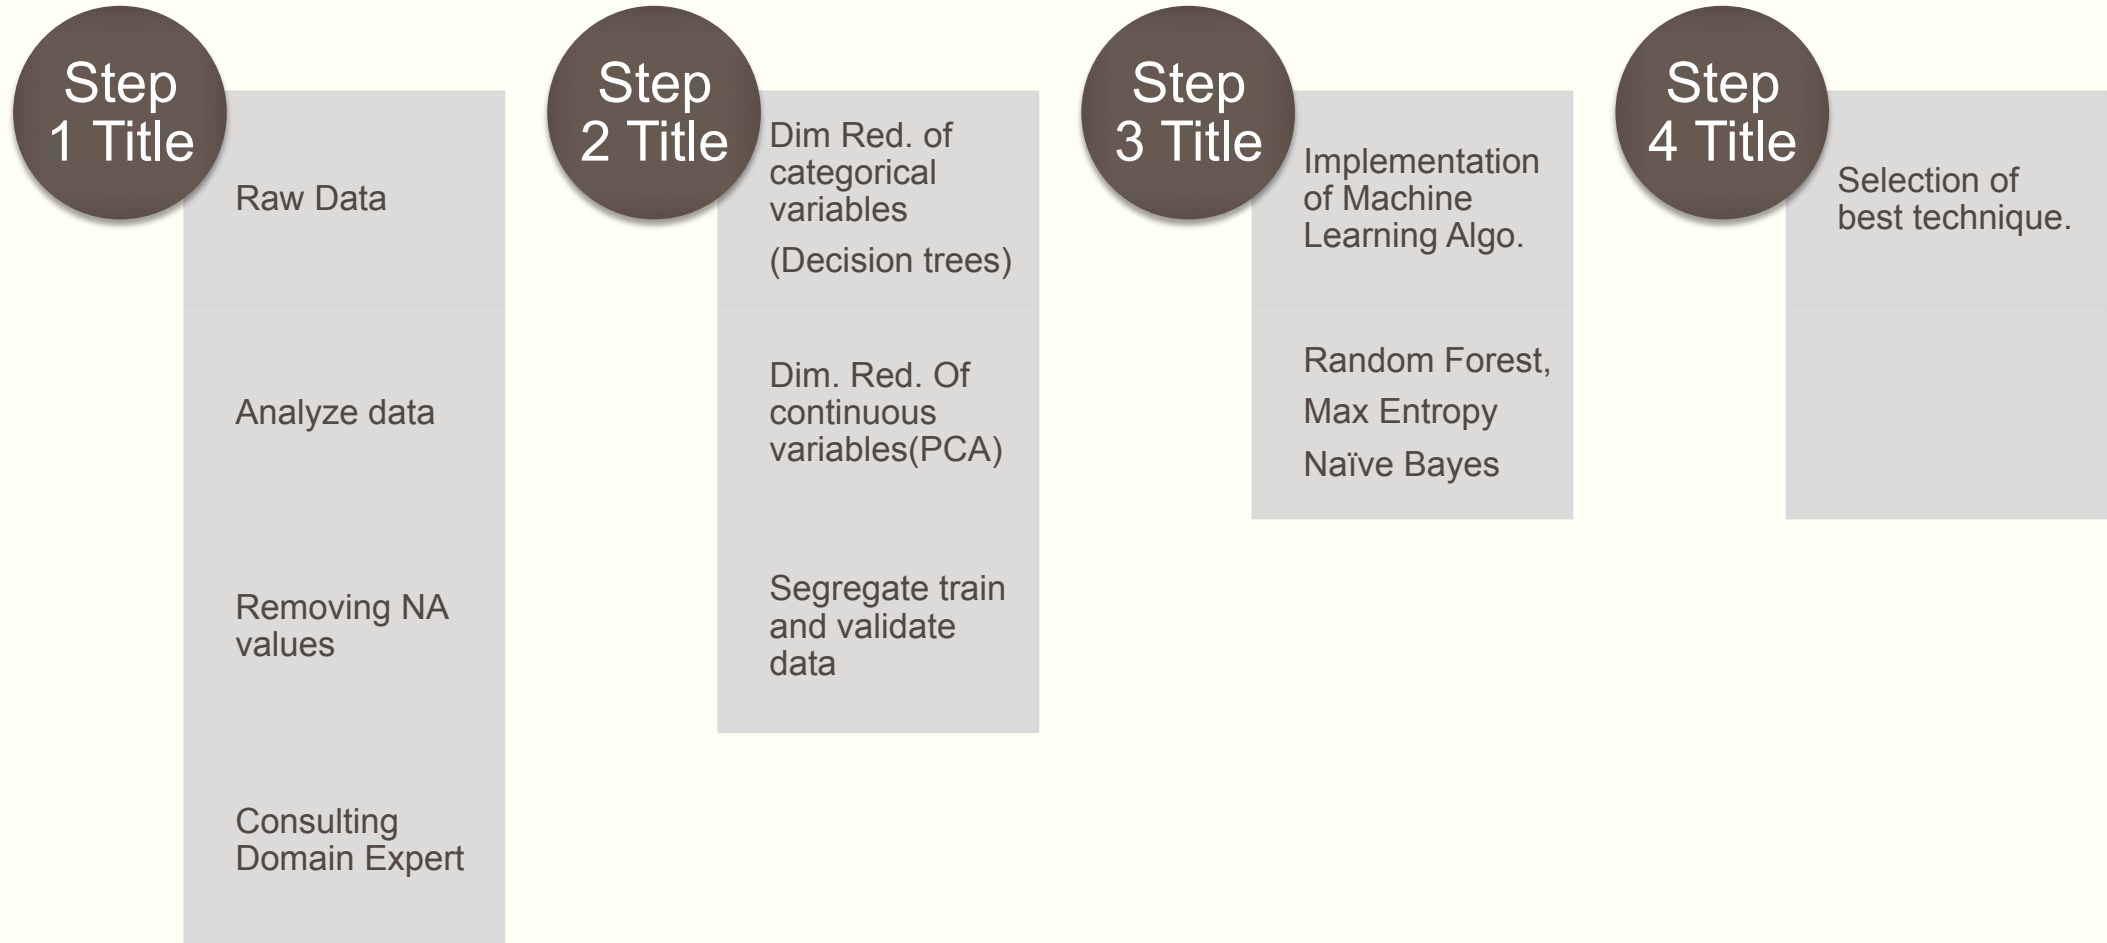 Step
1 Title
Raw Data
Analyze data
Removing NA
values
Consulting
Domain Expert
Step
2 Title
Dim Red. of
categorical
variables
(Decision trees)
Dim. Red. Of
continuous
variables(PCA)
Segregate train
and validate
data
Step
3 Title
Implementation
of Machine
Learning Algo.
Random Forest,
Max Entropy
Naïve Bayes
Step
4 Title
Selection of
best technique.